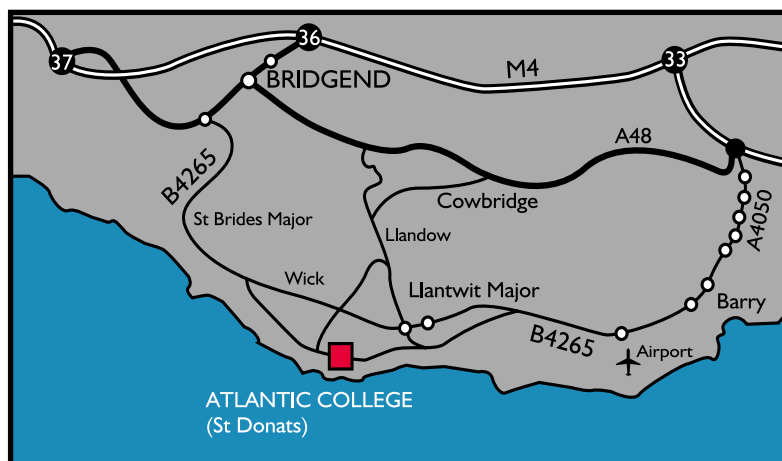 36
37
33
M4
BRIDGEND
A48
B4265
Cowbridge
A4050
St Brides Major
Llandow
Wick
Llantwit Major
Barry
B4265
Airport
ATLANTIC COLLEGE
(St Donats)